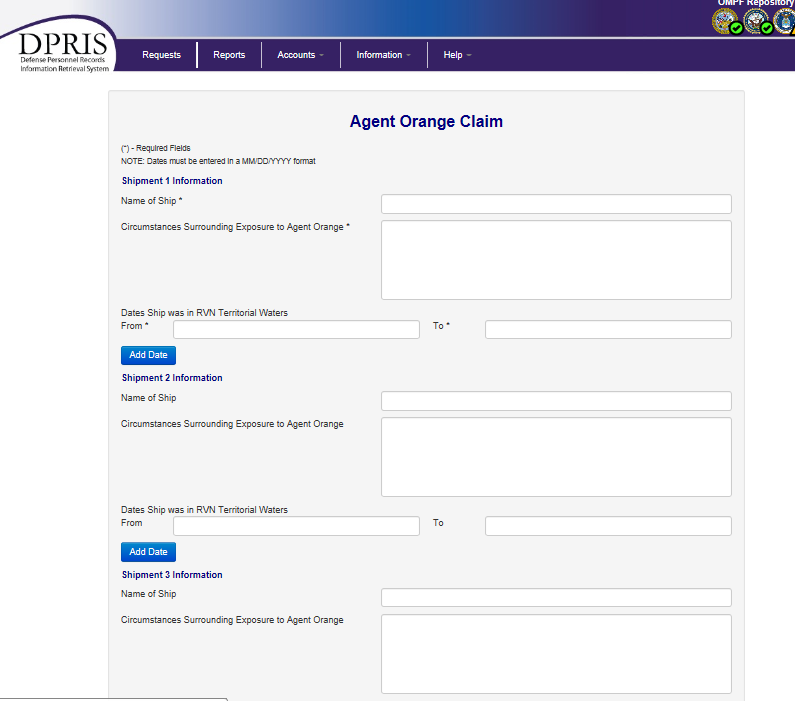 OMPF Repository
DPRIS
Defense Personnel Records
Information Retrieval System
Requests
Reports
Accounts
Information
Help
Agent Orange Claim
(*) - Required Fields
NOTE: Dates must be entered in a MM/DD/YYYY format
Shipment 1 Information
Name of Ship *
Circumstances Surrounding Exposure to Agent Orange *
Dates Ship was in RVN Territorial Waters
From *
To *
Add Date
Shipment 2 Information
Name of Ship
Circumstances Surrounding Exposure to Agent Orange
Dates Ship was in RVN Territorial Waters
From
To
Add Date
Shipment 3 Information
Name of Ship
Circumstances Surrounding Exposure to Agent Orange